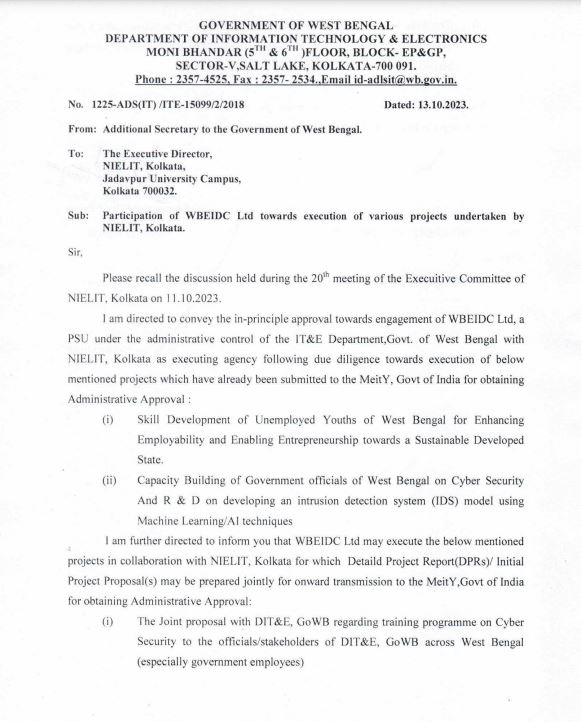 GOVERNMENT OF WEST BENGAL
DEPARTMENT OF INFORMATION TECHNOLOGY & ELECTRONICS
MONI BHANDAR (5TH & 6TH )FLOOR, BLOCK- EP&GP,
SECTOR-V,SALT LAKE, KOLKATA-700 091.
Phone : 2357-4525, Fax : 2357- 2534.,Email id-adlsit@wb.gov.in.
No. 1225-ADS(IT) /ITE-15099/2/2018 Dated: 13.10.2023.
From: Additional Secretary to the Government of West Bengal.
To: The Executive Director,
NIELIT, Kolkata,
Jadavpur University Campus,
Kolkata 700032.
Sub: Participation of WBEIDC Ltd towards execution of various projects undertaken by
NIELIT, Kolkata.
Sir,
Please recall the discussion held during the 20th meeting of the Execuitive Committee of
NIELIT, Kolkata on 11.10.2023.
I am directed to convey the in-principle approval towards engagement of WBEIDC Ltd, a
PSU under the administrative control of the IT&E Department,Govt. of West Bengal with
NIELIT, Kolkata as executing agency following due diligence towards execution of below
mentioned projects which have already been submitted to the MeitY, Govt of India for obtaining
Administrative Approval :
(i) Skill Development of Unemployed Youths of West Bengal for Enhancing
Employability and Enabling Entrepreneurship towards a Sustainable Developed
State.
(ii) Capacity Building of Government officials of West Bengal on Cyber Security
And R & D on developing an intrusion detection system (IDS) model using
Machine Learning/AI techniques
I am further directed to inform you that WBEIDC Ltd may execute the below mentioned
projects in collaboration with NIELIT, Kolkata for which Detaild Project Report(DPRs)/ Initial
Project Proposal(s) may be prepared jointly for onward transmission to the MeitY,Govt of India
for obtaining Administrative Approval:
(i) The Joint proposal with DIT&E, GoWB regarding training programme on Cyber
Security to the officials/stakeholders of DIT&E, GoWB across West Bengal
(especially government employees)